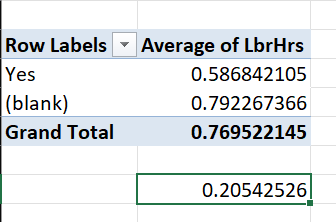 Row Labels Average of LbrHrs
Yes 0.586842105
(blank) 0.792267366
Grand Total 0.769522145
0.20542526